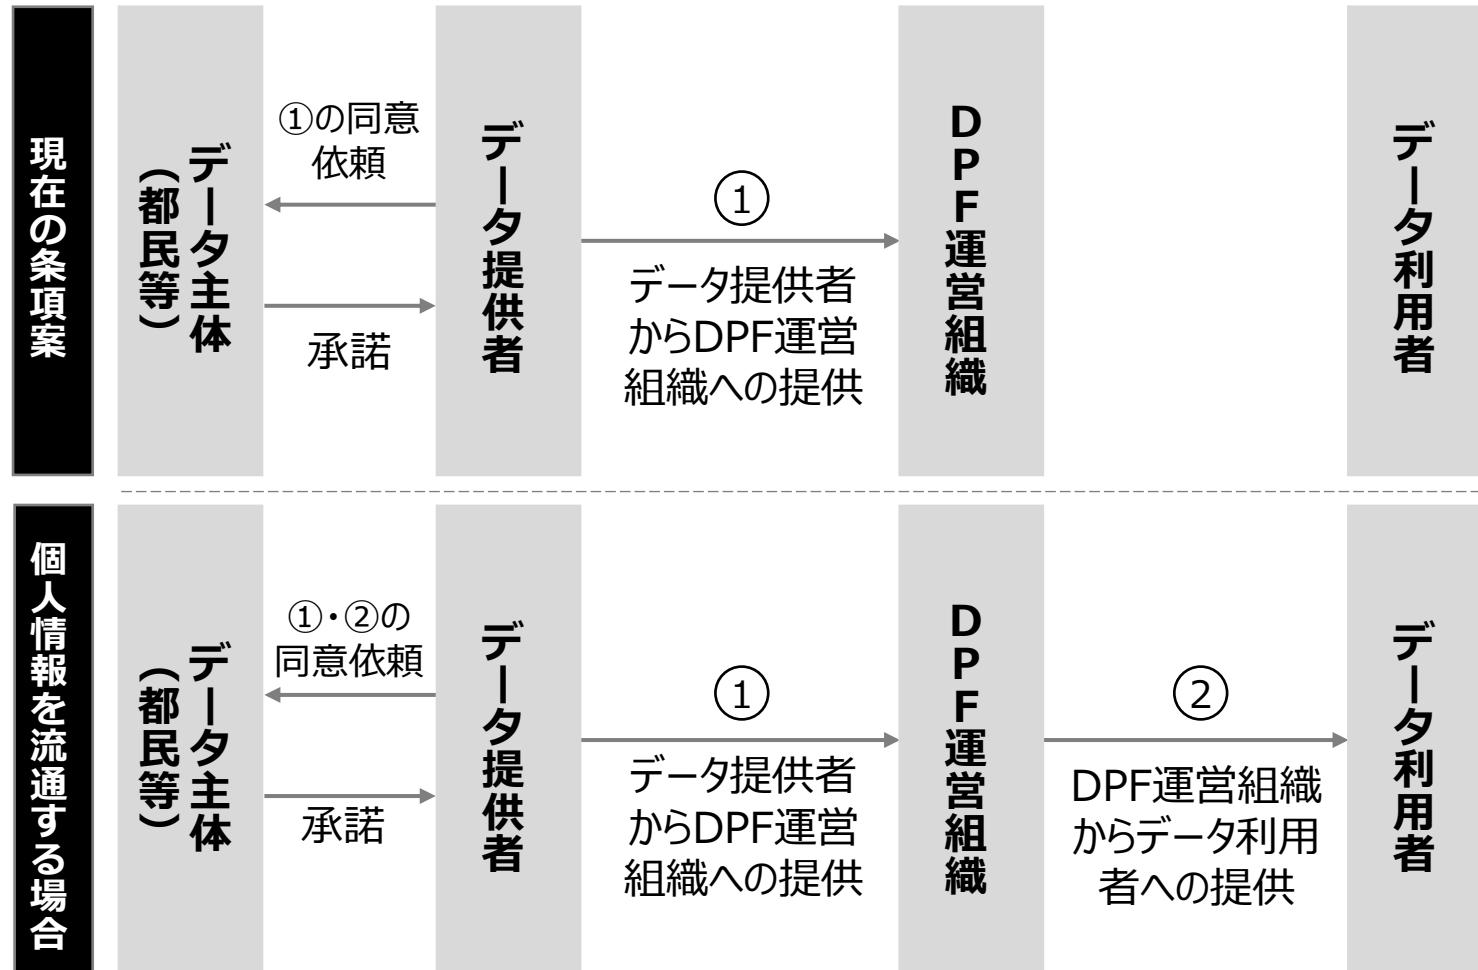 現在の条項案
データ主体
（都民等）
①の同意
依頼
承諾
データ提供者
①
データ提供者
からDPF運営
組織への提供
DPF運営組織
データ利用者
個人情報を流通する場合
データ主体
（都民等）
①・②の
同意依頼
承諾
データ提供者
①
データ提供者
からDPF運営
組織への提供
DPF運営組織
②
DPF運営組織
からデータ利用
者への提供
データ利用者